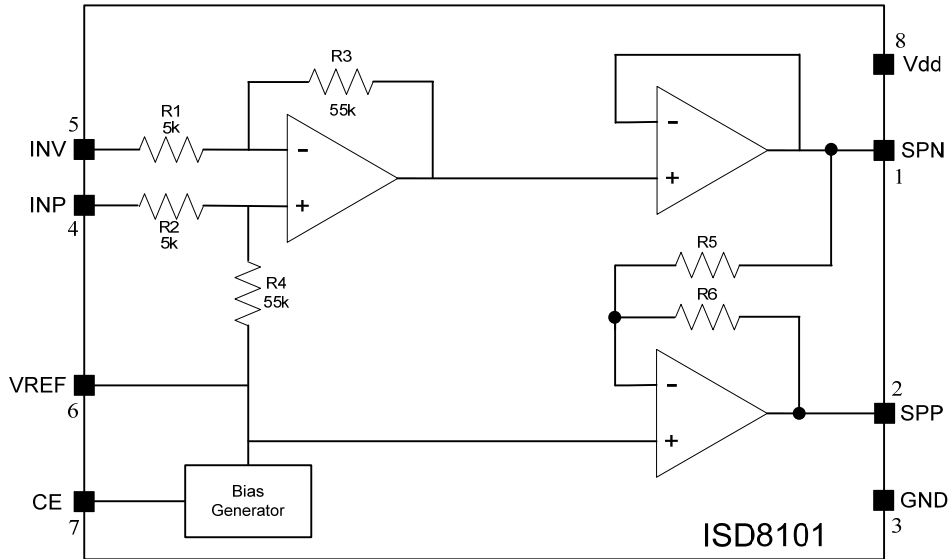 8
Vdd
R3
55k
R1
5k
5
INV
-
-
SPN
1
INP
4
R2
5k
+
+
R5
R4
55k
R6
VREF
6
-
2
SPP
+
CE
7
Bias
Generator
GND
3
ISD8101